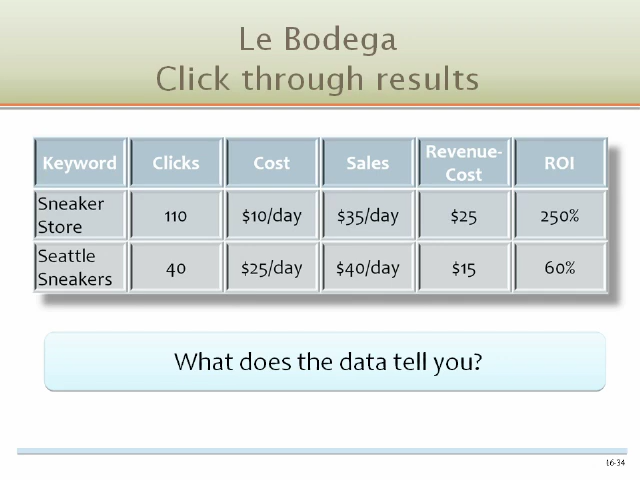 Le Bodega
Click through results
Keyword Clicks Cost Sales Revenue-Cost ROI
Sneaker Store 110 $10/day $35/day $25 250%
Seattle Sneakers 40 $25/day $40/day $15 60%
What does the data tell you?
16-34